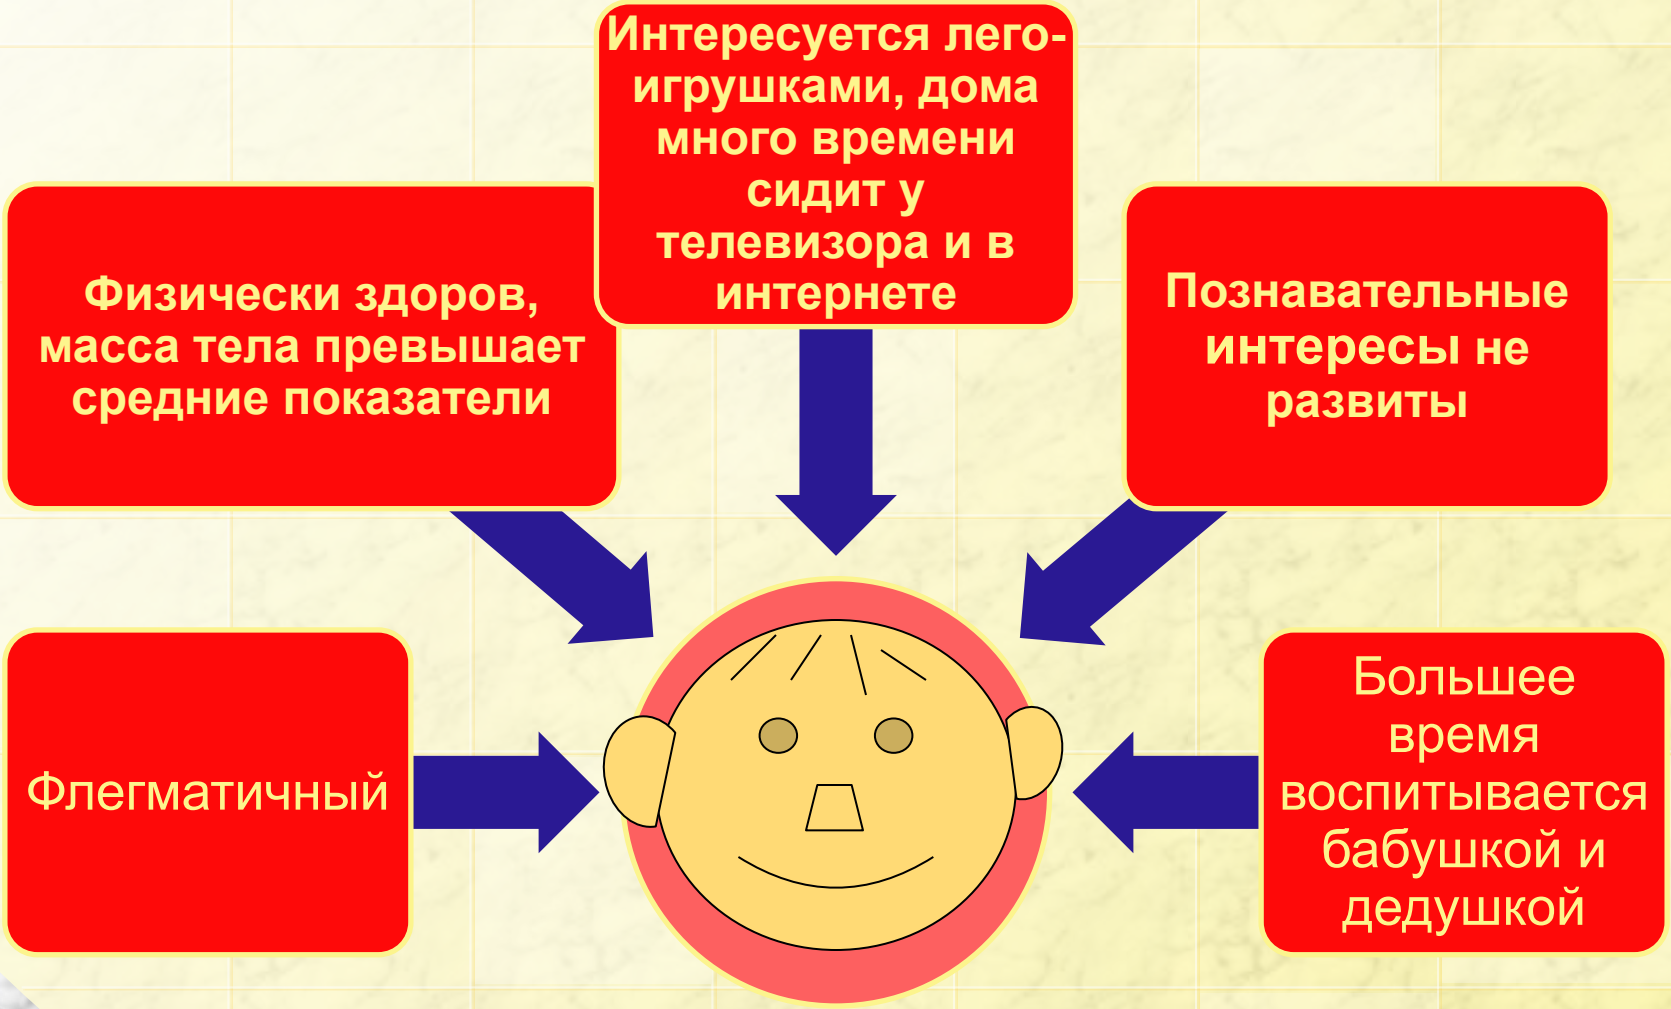 Интересуется лего-
игрушками, дома
много времени
сидит у
телевизора и в
интернете
Физически здоров,
масса тела превышает
средние показатели
Познавательные
интересы не
развиты
Флегматичный
Большее
время
воспитывается
бабушкой и
дедушкой